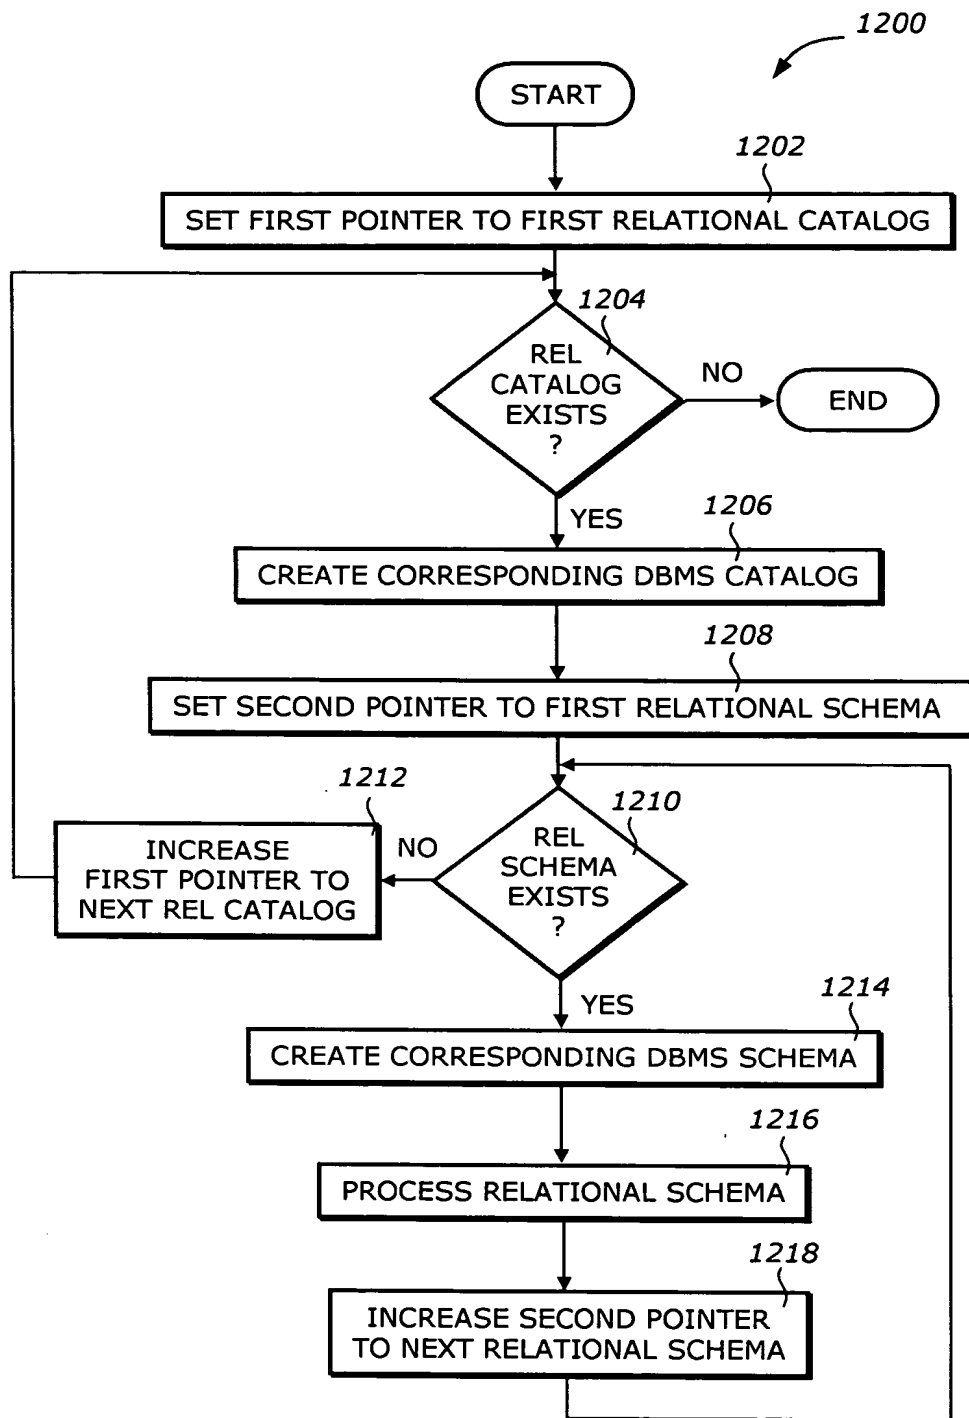 1200
START
1202
SET FIRST POINTER TO FIRST RELATIONAL CATALOG
1204
REL
CATALOG
EXISTS
?
NO
END
YES
1206
CREATE CORRESPONDING DBMS CATALOG
1208
SET SECOND POINTER TO FIRST RELATIONAL SCHEMA
1212
INCREASE
FIRST POINTER TO
NEXT REL CATALOG
NO
1210
REL
SCHEMA
EXISTS
?
YES
1214
CREATE CORRESPONDING DBMS SCHEMA
1216
PROCESS RELATIONAL SCHEMA
1218
INCREASE SECOND POINTER
TO NEXT RELATIONAL SCHEMA